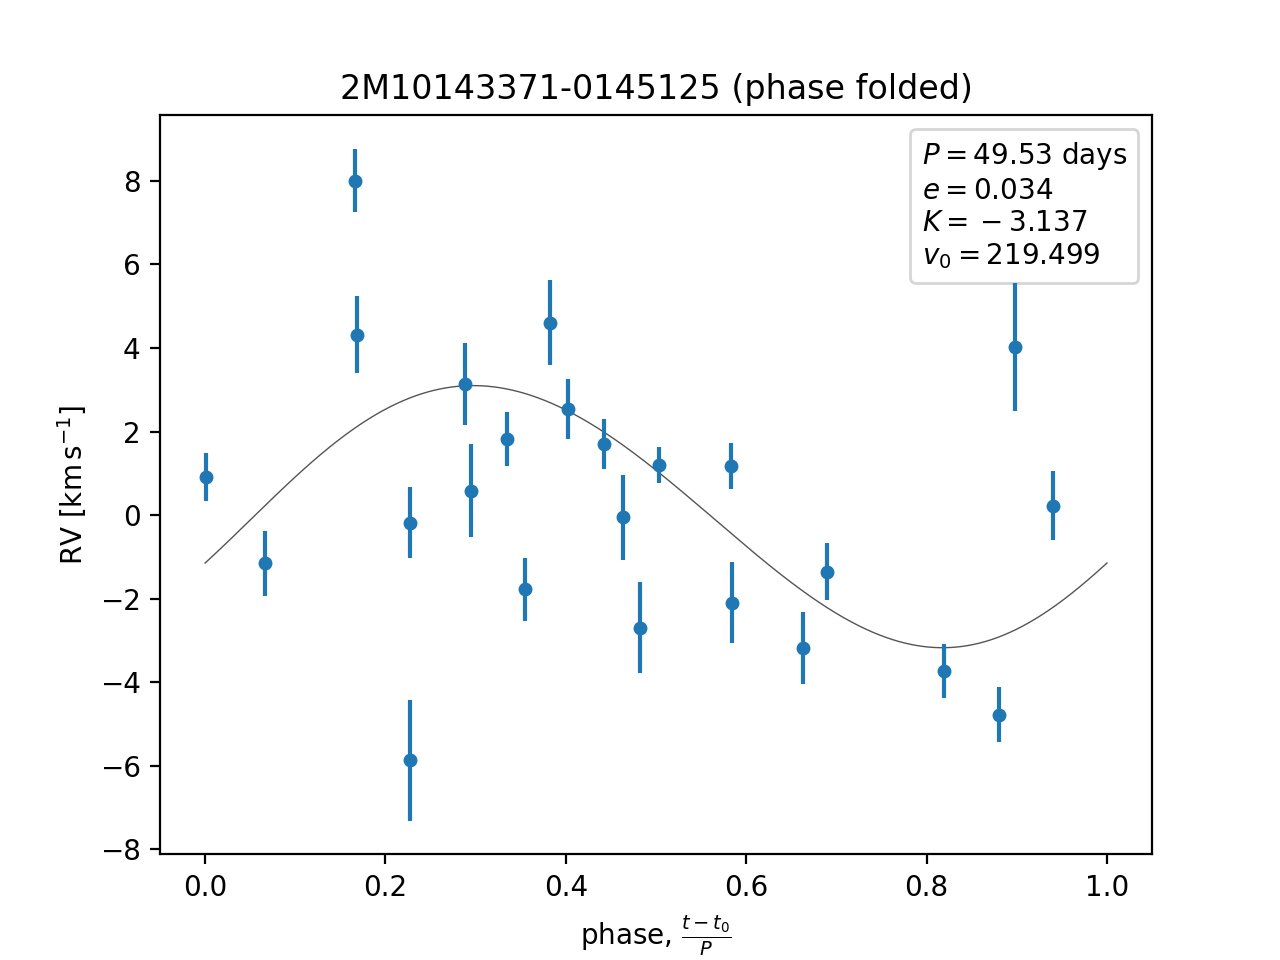 2M10143371-0145125 (phase folded)
P = 49.53 days
e = 0.034
K = −3.137
v₀ = 219.499
RV [km s⁻¹]
8
6
4
2
0
−2
−4
−6
−8
0.0 0.2 0.4 0.6 0.8 1.0
phase, (t − t₀)/P